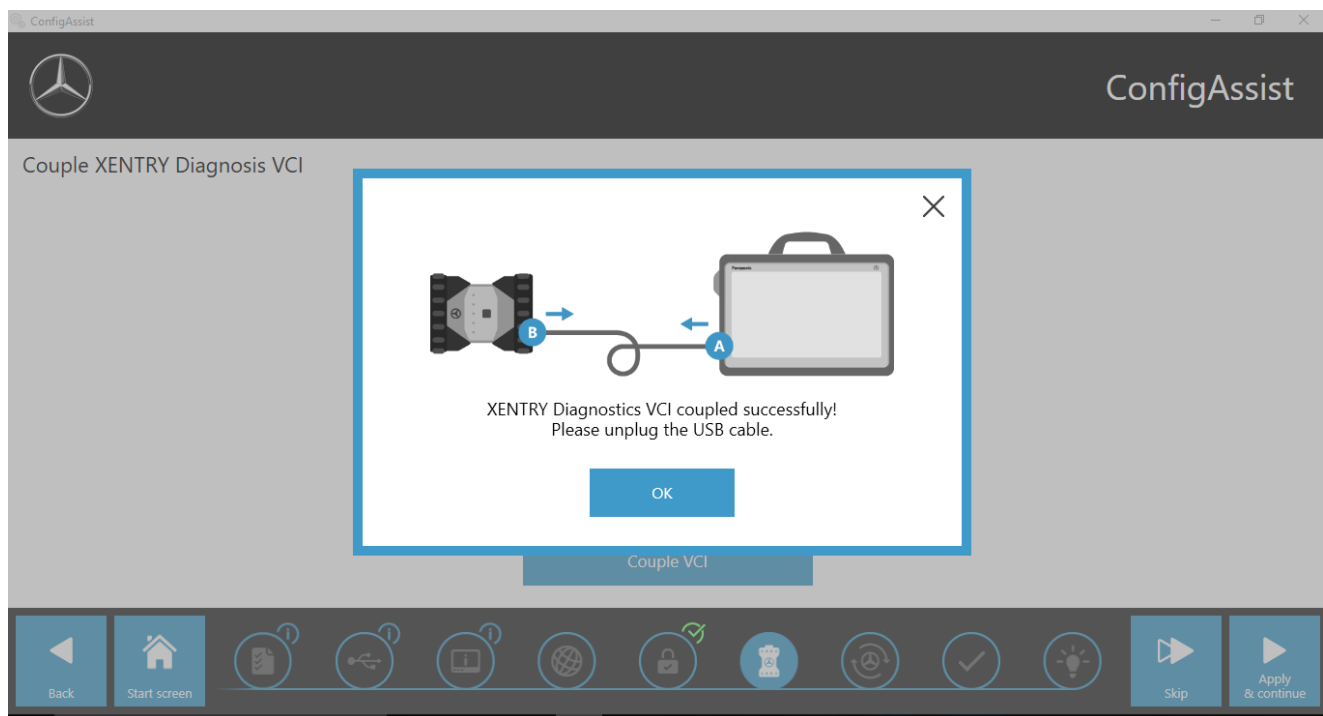 ConfigAssist
ConfigAssist
Couple XENTRY Diagnosis VCI
Panasonic
B
A
XENTRY Diagnostics VCI coupled successfully!
Please unplug the USB cable.
OK
Couple VCI
Back
Start screen
Skip
Apply
& continue